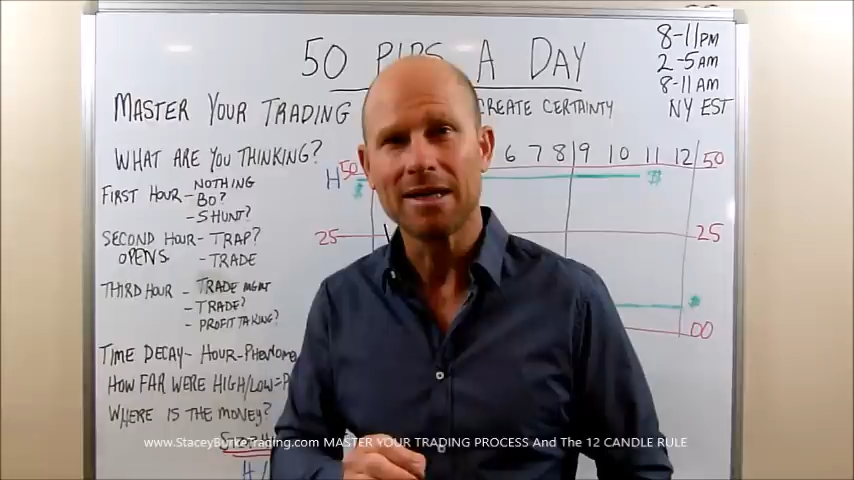 50 PIPS A DAY
8-11PM
2-5AM
8-11AM
NY EST
MASTER YOUR TRADING CREATE CERTAINTY
WHAT ARE YOU THINKING?
FIRST HOUR - NOTHING
- BO?
- SHUNT?
SECOND HOUR - TRAP?
OPENS - TRADE
THIRD HOUR - TRADE MGMT
- TRADE?
- PROFIT TAKING?
TIME DECAY - HOUR - PHENOME
HOW FAR WERE HIGH/LOW =
WHERE IS THE MONEY?
6 7 8 9 10 11 12
H 50 50
25 25
00
www.StaceyBurkeTrading.com MASTER YOUR TRADING PROCESS And The 12 CANDLE RULE